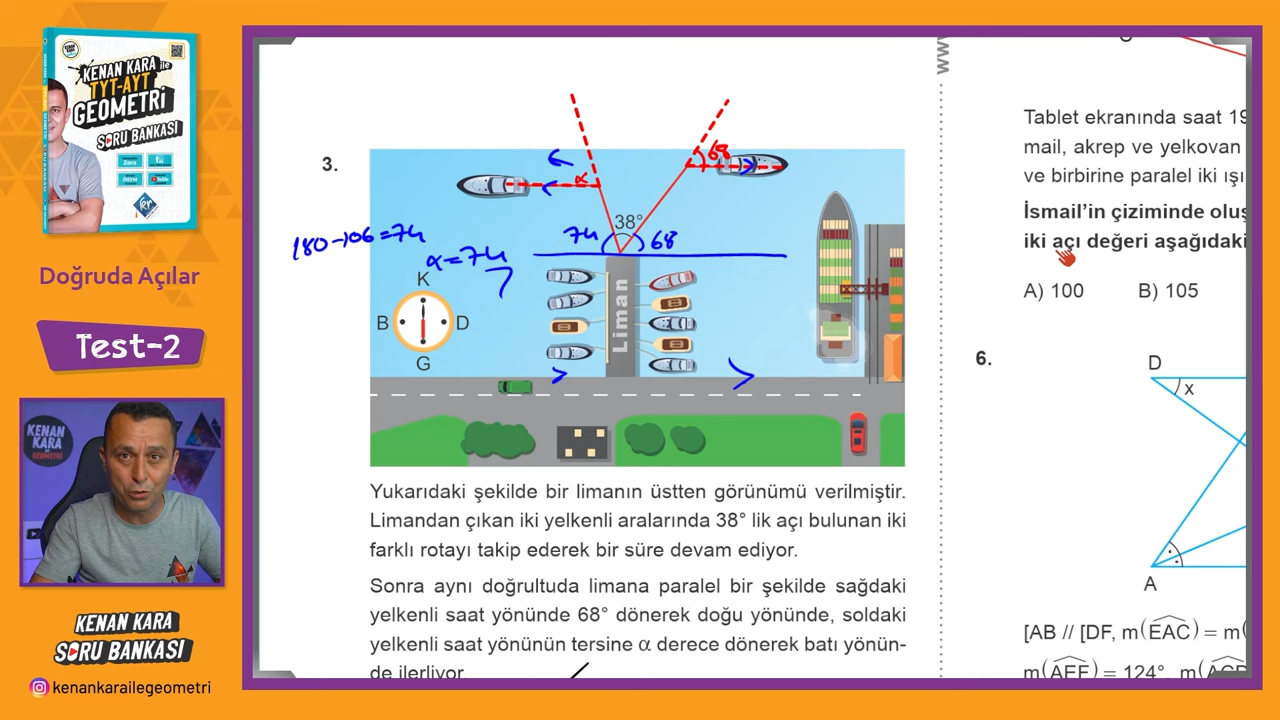 KENAN KARA ile
TYT-AYT
GEOMETRİ
SORU BANKASI
Doğruda Açılar
Test-2
KENAN KARA
KENAN KARA
SORU BANKASI
kenankarailegeometri
3.
α
68
38°
74
68
180-106=74
α=74
K
B
D
G
Liman
Yukarıdaki şekilde bir limanın üstten görünümü verilmiştir.
Limandan çıkan iki yelkenli aralarında 38° lik açı bulunan iki
farklı rotayı takip ederek bir süre devam ediyor.
Sonra aynı doğrultuda limana paralel bir şekilde sağdaki
yelkenli saat yönünde 68° dönerek doğu yönünde, soldaki
yelkenli saat yönünün tersine α derece dönerek batı yönün-
de ilerliyor.
WWW
Tablet ekranında saat 19
mail, akrep ve yelkovan
ve birbirine paralel iki ışı
İsmail'in çiziminde oluş
iki açı değeri aşağıdaki
A) 100
B) 105
6.
D
x
A
[AB // [DF, m(EAC) = m(
m(AEF) = 124°, m(ACD